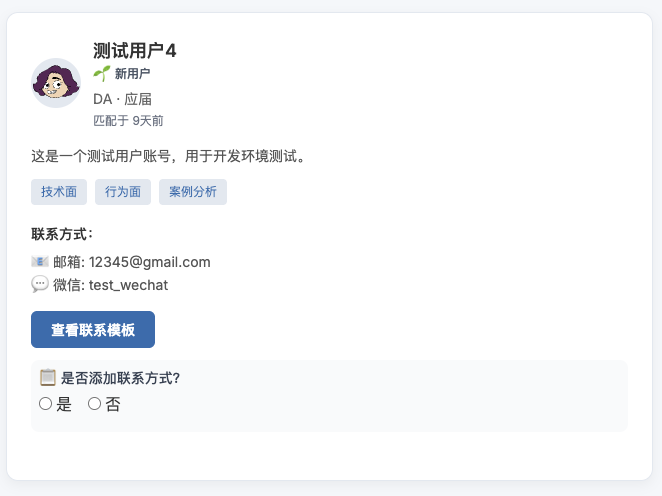 测试用户4
🌱 新用户
DA · 应届
匹配于 9天前
这是一个测试用户账号，用于开发环境测试。
技术面 行为面 案例分析
联系方式：
📧 邮箱: 12345@gmail.com
💬 微信: test_wechat
查看联系模板
📋 是否添加联系方式?
是 否